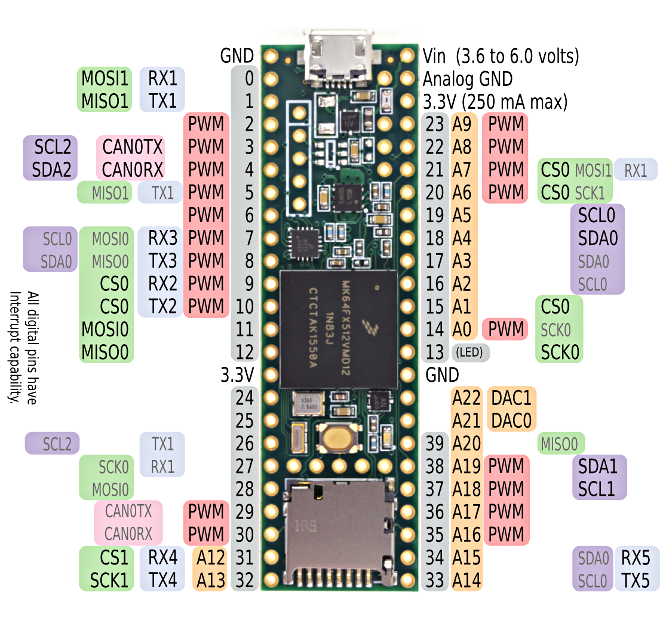 GND Vin (3.6 to 6.0 volts)
MOSI1 RX1 0 Analog GND
MISO1 TX1 1 3.3V (250 mA max)
PWM 2 23 A9 PWM
SCL2 CAN0TX PWM 3 22 A8 PWM
SDA2 CAN0RX PWM 4 21 A7 PWM CS0 MOSI1 RX1
MISO1 TX1 PWM 5 20 A6 PWM CS0 SCK1
PWM 6 19 A5 SCL0
SCL0 MOSI0 RX3 PWM 7 18 A4 SDA0
SDA0 MISO0 TX3 PWM 8 17 A3 SDA0
CS0 RX2 PWM 9 16 A2 SCL0
CS0 TX2 PWM 10 15 A1 CS0
MOSI0 11 14 A0 PWM SCK0
MISO0 12 13 (LED) SCK0
3.3V GND
24 A22 DAC1
25 A21 DAC0
SCL2 TX1 26 39 A20 MISO0
SCK0 RX1 27 38 A19 PWM SDA1
MOSI0 28 37 A18 PWM SCL1
CAN0TX PWM 29 36 A17 PWM
CAN0RX PWM 30 35 A16 PWM
CS1 RX4 A12 31 34 A15 SDA0 RX5
SCK1 TX4 A13 32 33 A14 SCL0 TX5
All digital pins have
Interrupt capability.
MK64FX512VMD12
1N83J
CTCTAK1550A